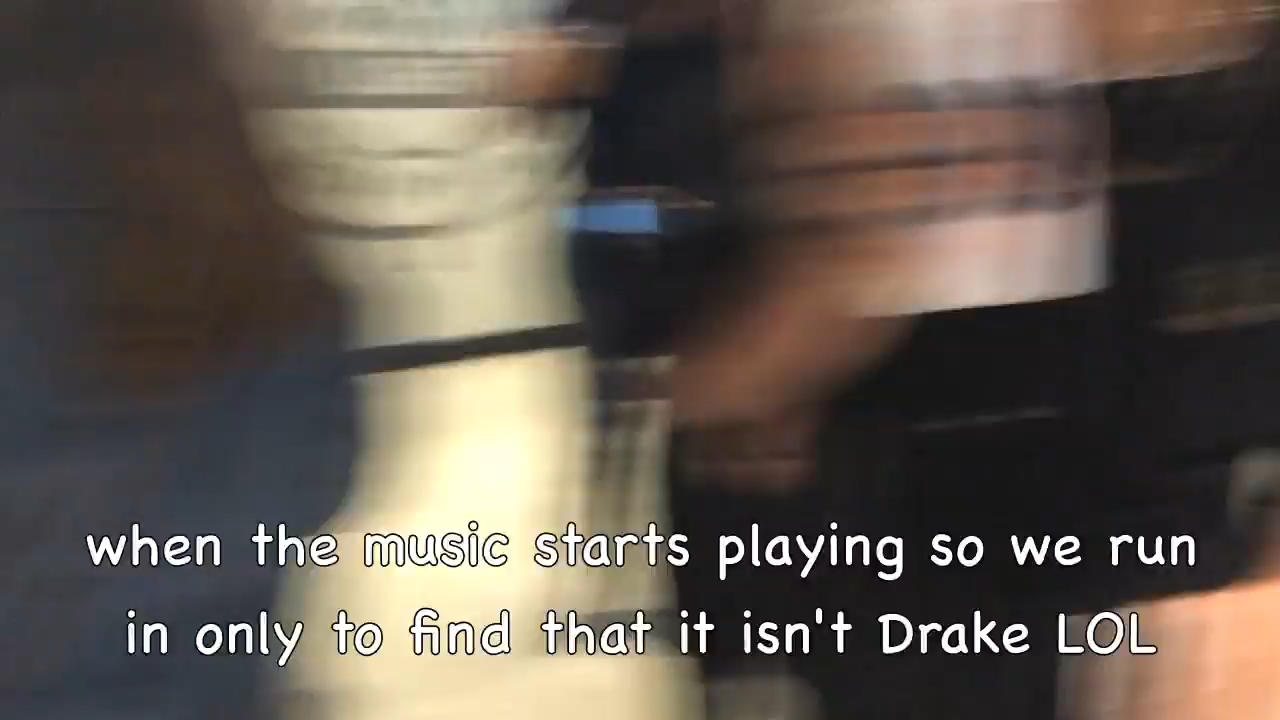 when the music starts playing so we run
in only to find that it isn't Drake LOL